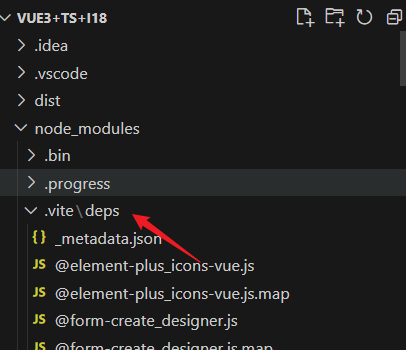 VUE3+TS+I18
.idea
.vscode
dist
node_modules
.bin
.progress
.vite\deps
{} _metadata.json
JS @element-plus_icons-vue.js
JS @element-plus_icons-vue.js.map
JS @form-create_designer.js
JS @form-create_designer.js.map